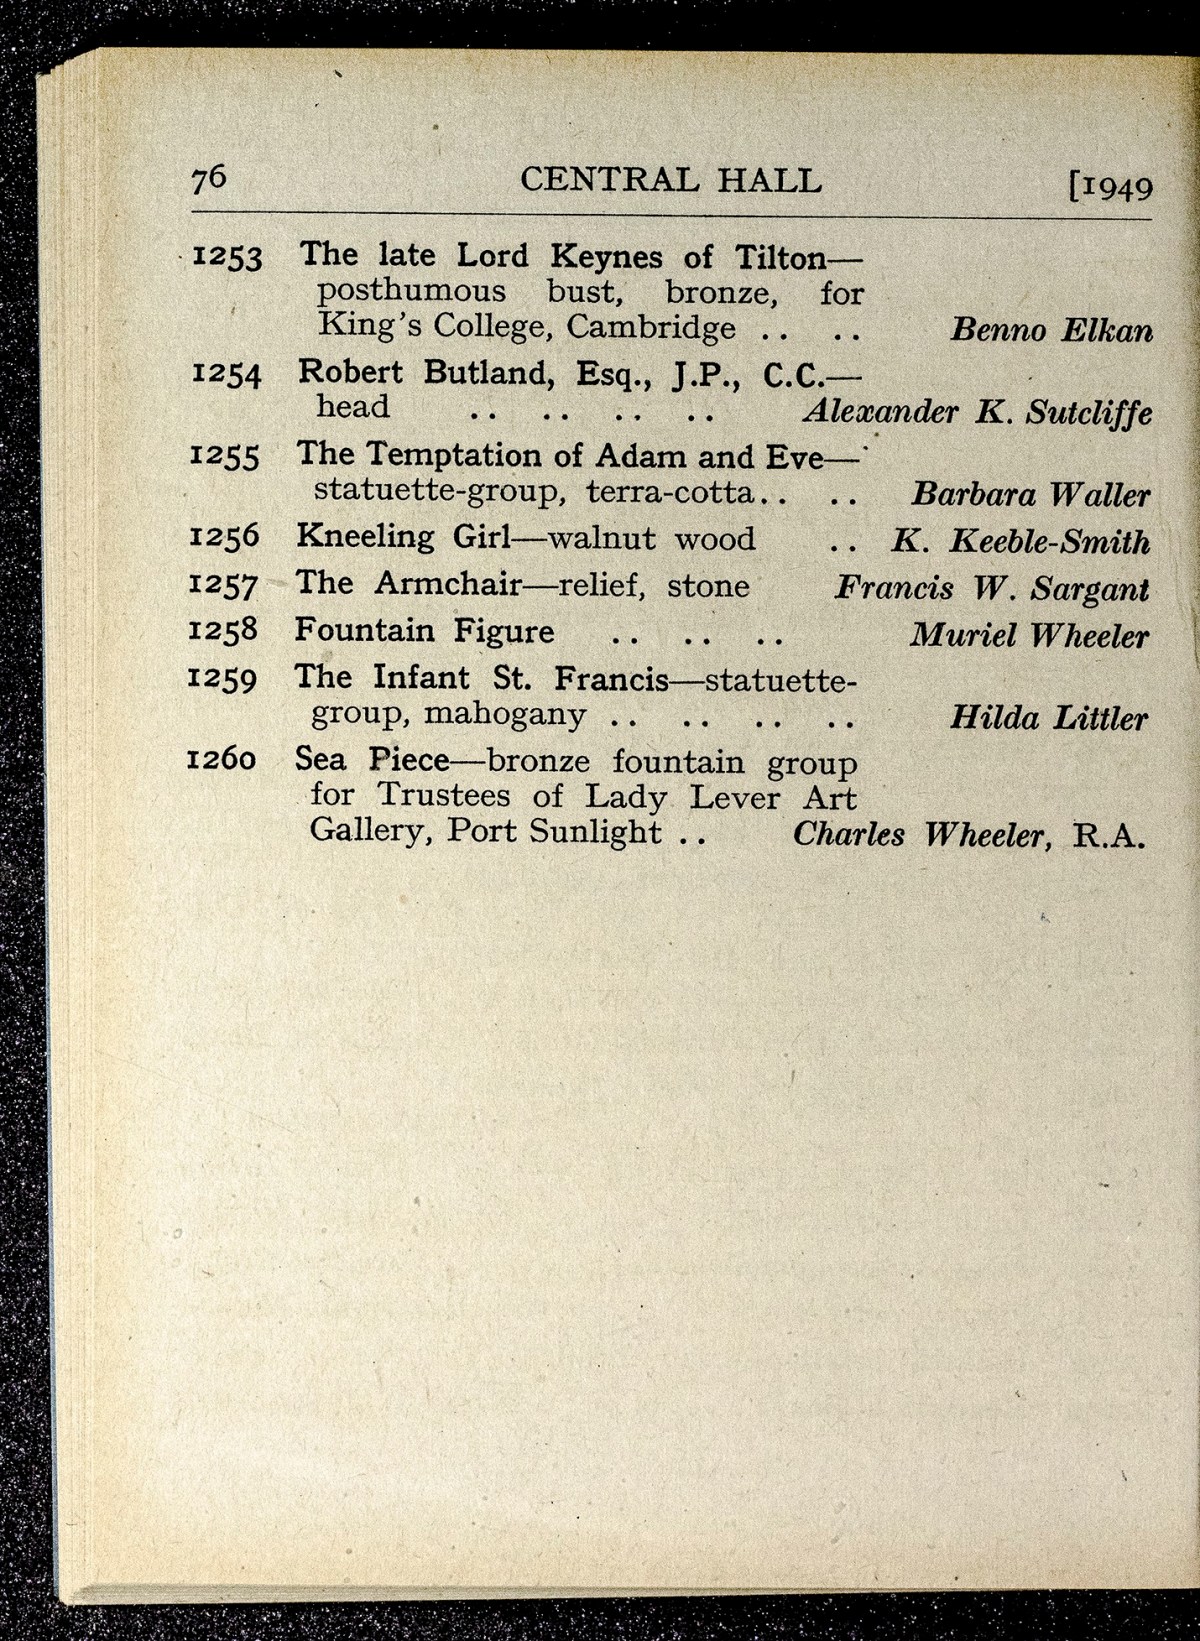 76 CENTRAL HALL [1949
1253 The late Lord Keynes of Tilton—
posthumous bust, bronze, for
King's College, Cambridge .. .. Benno Elkan
1254 Robert Butland, Esq., J.P., C.C.—
head .. .. .. .. Alexander K. Sutcliffe
1255 The Temptation of Adam and Eve—
statuette-group, terra-cotta.. .. Barbara Waller
1256 Kneeling Girl—walnut wood .. K. Keeble-Smith
1257 The Armchair—relief, stone Francis W. Sargant
1258 Fountain Figure .. .. .. Muriel Wheeler
1259 The Infant St. Francis—statuette-
group, mahogany .. .. .. .. Hilda Littler
1260 Sea Piece—bronze fountain group
for Trustees of Lady Lever Art
Gallery, Port Sunlight .. Charles Wheeler, R.A.